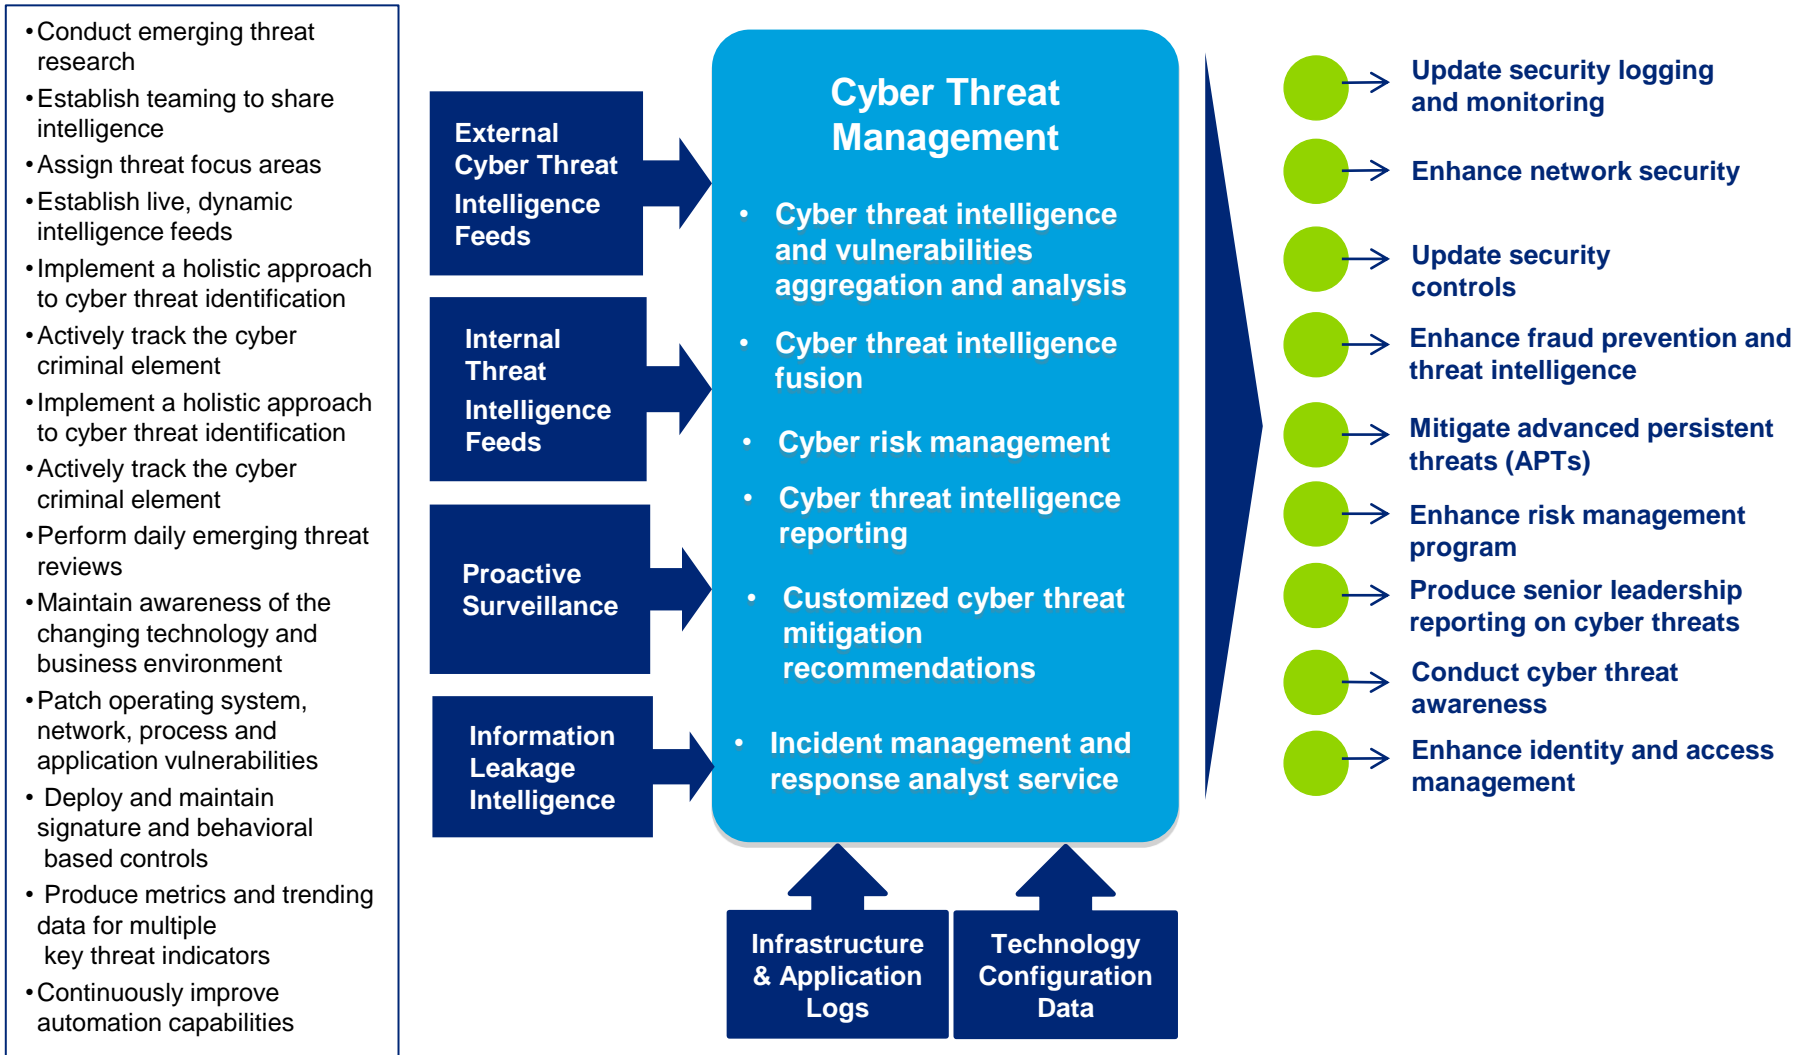 •Conduct emerging threat
research
•Establish teaming to share
intelligence
•Assign threat focus areas
•Establish live, dynamic
intelligence feeds
•Implement a holistic approach
to cyber threat identification
•Actively track the cyber
criminal element
•Implement a holistic approach
to cyber threat identification
•Actively track the cyber
criminal element
•Perform daily emerging threat
reviews
•Maintain awareness of the
changing technology and
business environment
•Patch operating system,
network, process and
application vulnerabilities
• Deploy and maintain
signature and behavioral
based controls
• Produce metrics and trending
data for multiple
key threat indicators
•Continuously improve
automation capabilities
External
Cyber Threat
Intelligence
Feeds
Internal
Threat
Intelligence
Feeds
Proactive
Surveillance
Information
Leakage
Intelligence
Cyber Threat
Management
• Cyber threat intelligence
and vulnerabilities
aggregation and analysis
• Cyber threat intelligence
fusion
• Cyber risk management
• Cyber threat intelligence
reporting
• Customized cyber threat
mitigation
recommendations
• Incident management and
response analyst service
Infrastructure
& Application
Logs
Technology
Configuration
Data
Update security logging
and monitoring
Enhance network security
Update security
controls
Enhance fraud prevention and
threat intelligence
Mitigate advanced persistent
threats (APTs)
Enhance risk management
program
Produce senior leadership
reporting on cyber threats
Conduct cyber threat
awareness
Enhance identity and access
management